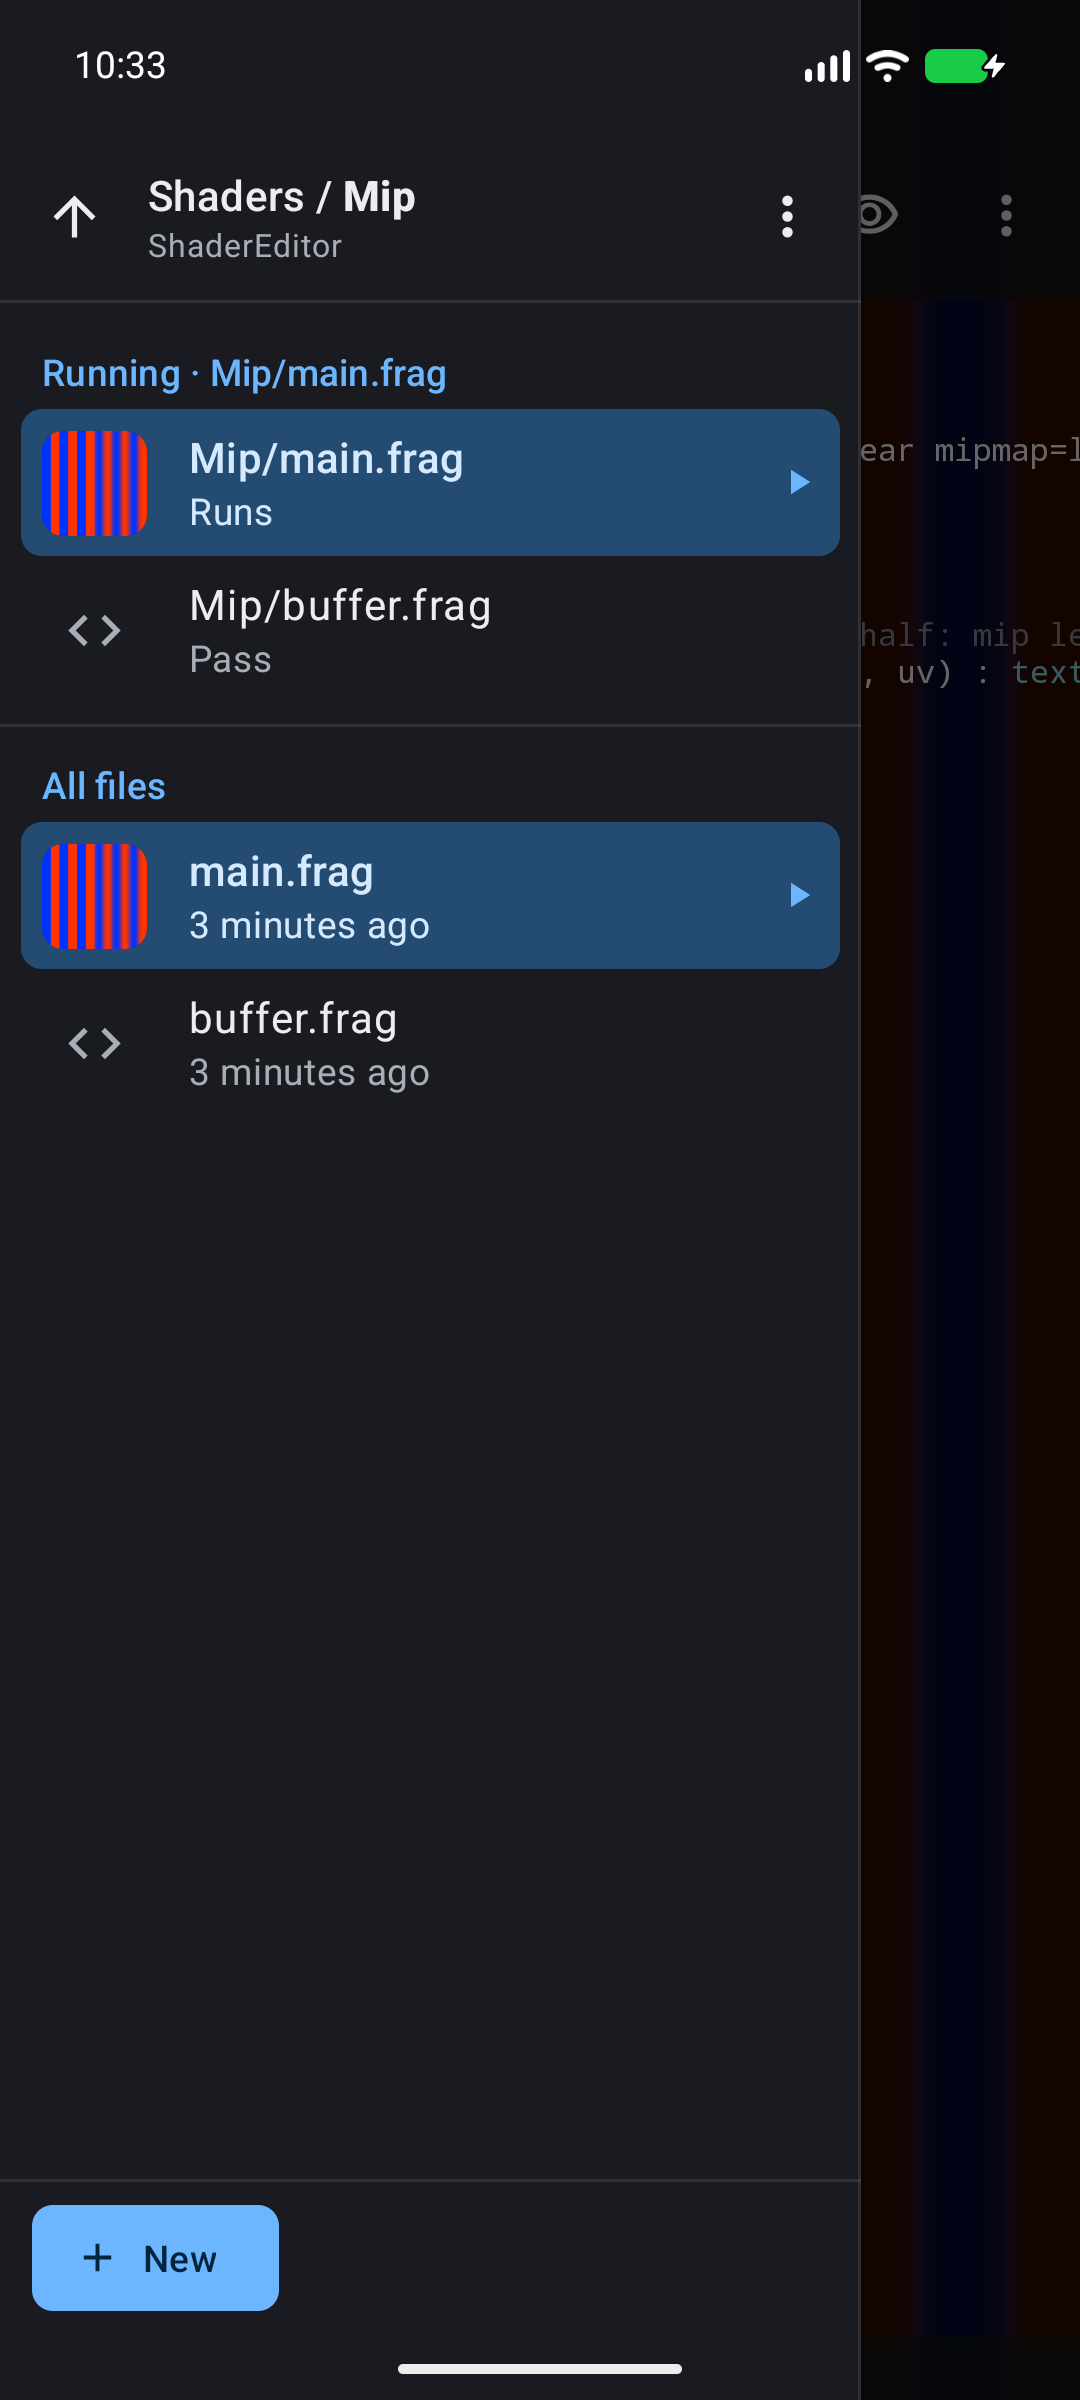 10:33
Shaders / Mip
ShaderEditor
Running · Mip/main.frag
Mip/main.frag
Runs
ear mipmap=l
Mip/buffer.frag
Pass
half: mip le
, uv) : text
All files
main.frag
3 minutes ago
buffer.frag
3 minutes ago
+ New